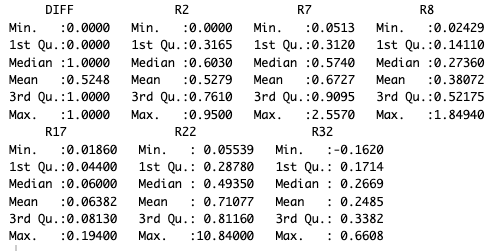 DIFF R2 R7 R8
Min. :0.0000 Min. :0.0000 Min. :0.0513 Min. :0.02429
1st Qu.:0.0000 1st Qu.:0.3165 1st Qu.:0.3120 1st Qu.:0.14110
Median :1.0000 Median :0.6030 Median :0.5740 Median :0.27360
Mean :0.5248 Mean :0.5279 Mean :0.6727 Mean :0.38072
3rd Qu.:1.0000 3rd Qu.:0.7610 3rd Qu.:0.9095 3rd Qu.:0.52175
Max. :1.0000 Max. :0.9500 Max. :2.5570 Max. :1.84940
R17 R22 R32
Min. :0.01860 Min. : 0.05539 Min. :-0.1620
1st Qu.:0.04400 1st Qu.: 0.28780 1st Qu.: 0.1714
Median :0.06000 Median : 0.49350 Median : 0.2669
Mean :0.06382 Mean : 0.71077 Mean : 0.2485
3rd Qu.:0.08130 3rd Qu.: 0.81160 3rd Qu.: 0.3382
Max. :0.19400 Max. :10.84000 Max. : 0.6608